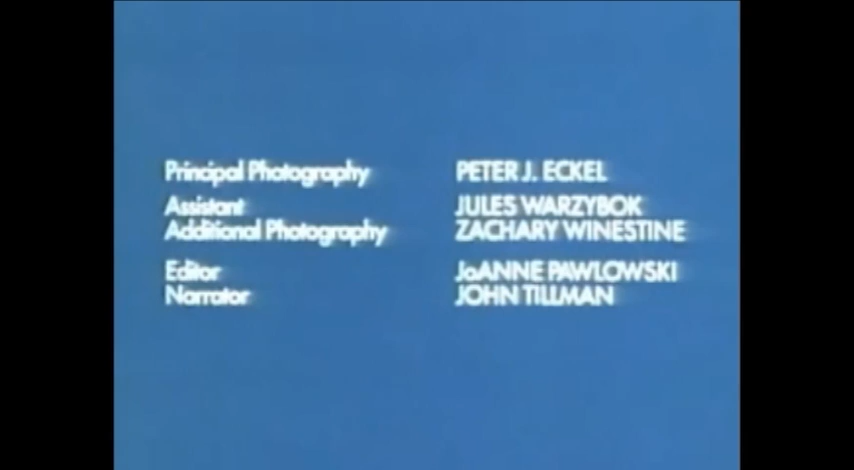 Principal Photography PETER J. ECKEL
Assistant JULES WARZYBOK
Additional Photography ZACHARY WINESTINE
Editor JoANNE PAWLOWSKI
Narrator JOHN TILLMAN